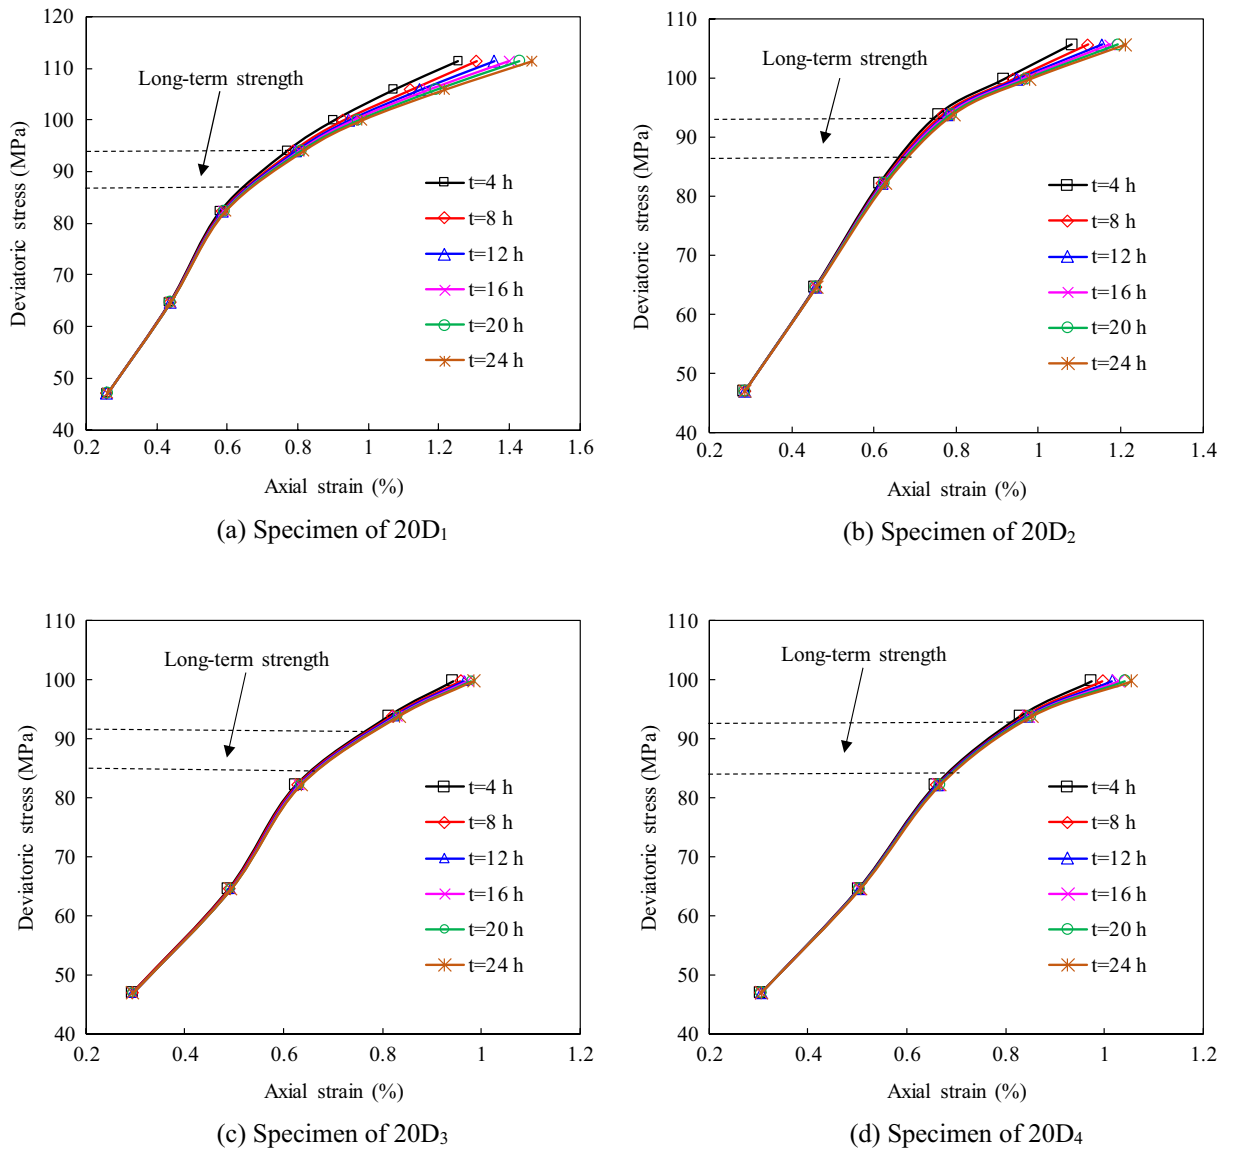 120
110
100
90
80
70
60
50
40
0.2
0.4
0.6
0.8
1
1.2
1.4
1.6
Deviatoric stress (MPa)
Axial strain (%)
Long-term strength
t=4 h
t=8 h
t=12 h
t=16 h
t=20 h
t=24 h
(a) Specimen of 20D₁
110
100
90
80
70
60
50
40
0.2
0.4
0.6
0.8
1
1.2
1.4
Deviatoric stress (MPa)
Axial strain (%)
Long-term strength
t=4 h
t=8 h
t=12 h
t=16 h
t=20 h
t=24 h
(b) Specimen of 20D₂
110
100
90
80
70
60
50
40
0.2
0.4
0.6
0.8
1
1.2
Deviatoric stress (MPa)
Axial strain (%)
Long-term strength
t=4 h
t=8 h
t=12 h
t=16 h
t=20 h
t=24 h
(c) Specimen of 20D₃
110
100
90
80
70
60
50
40
0.2
0.4
0.6
0.8
1
1.2
Deviatoric stress (MPa)
Axial strain (%)
Long-term strength
t=4 h
t=8 h
t=12 h
t=16 h
t=20 h
t=24 h
(d) Specimen of 20D₄